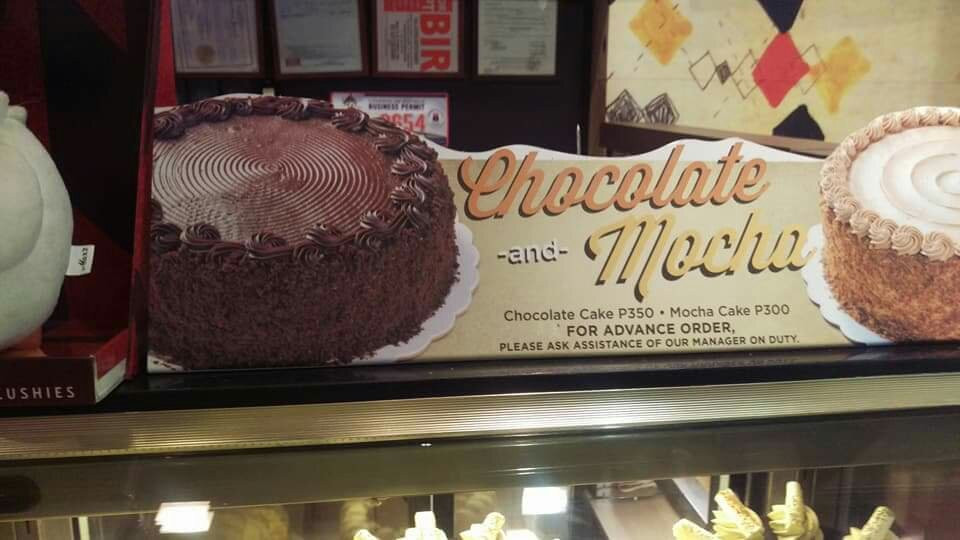 BIR
BUSINESS PERMIT
Chocolate
-and-
Mocha
Chocolate Cake P350 • Mocha Cake P300
FOR ADVANCE ORDER,
PLEASE ASK ASSISTANCE OF OUR MANAGER ON DUTY.
LUSHIES